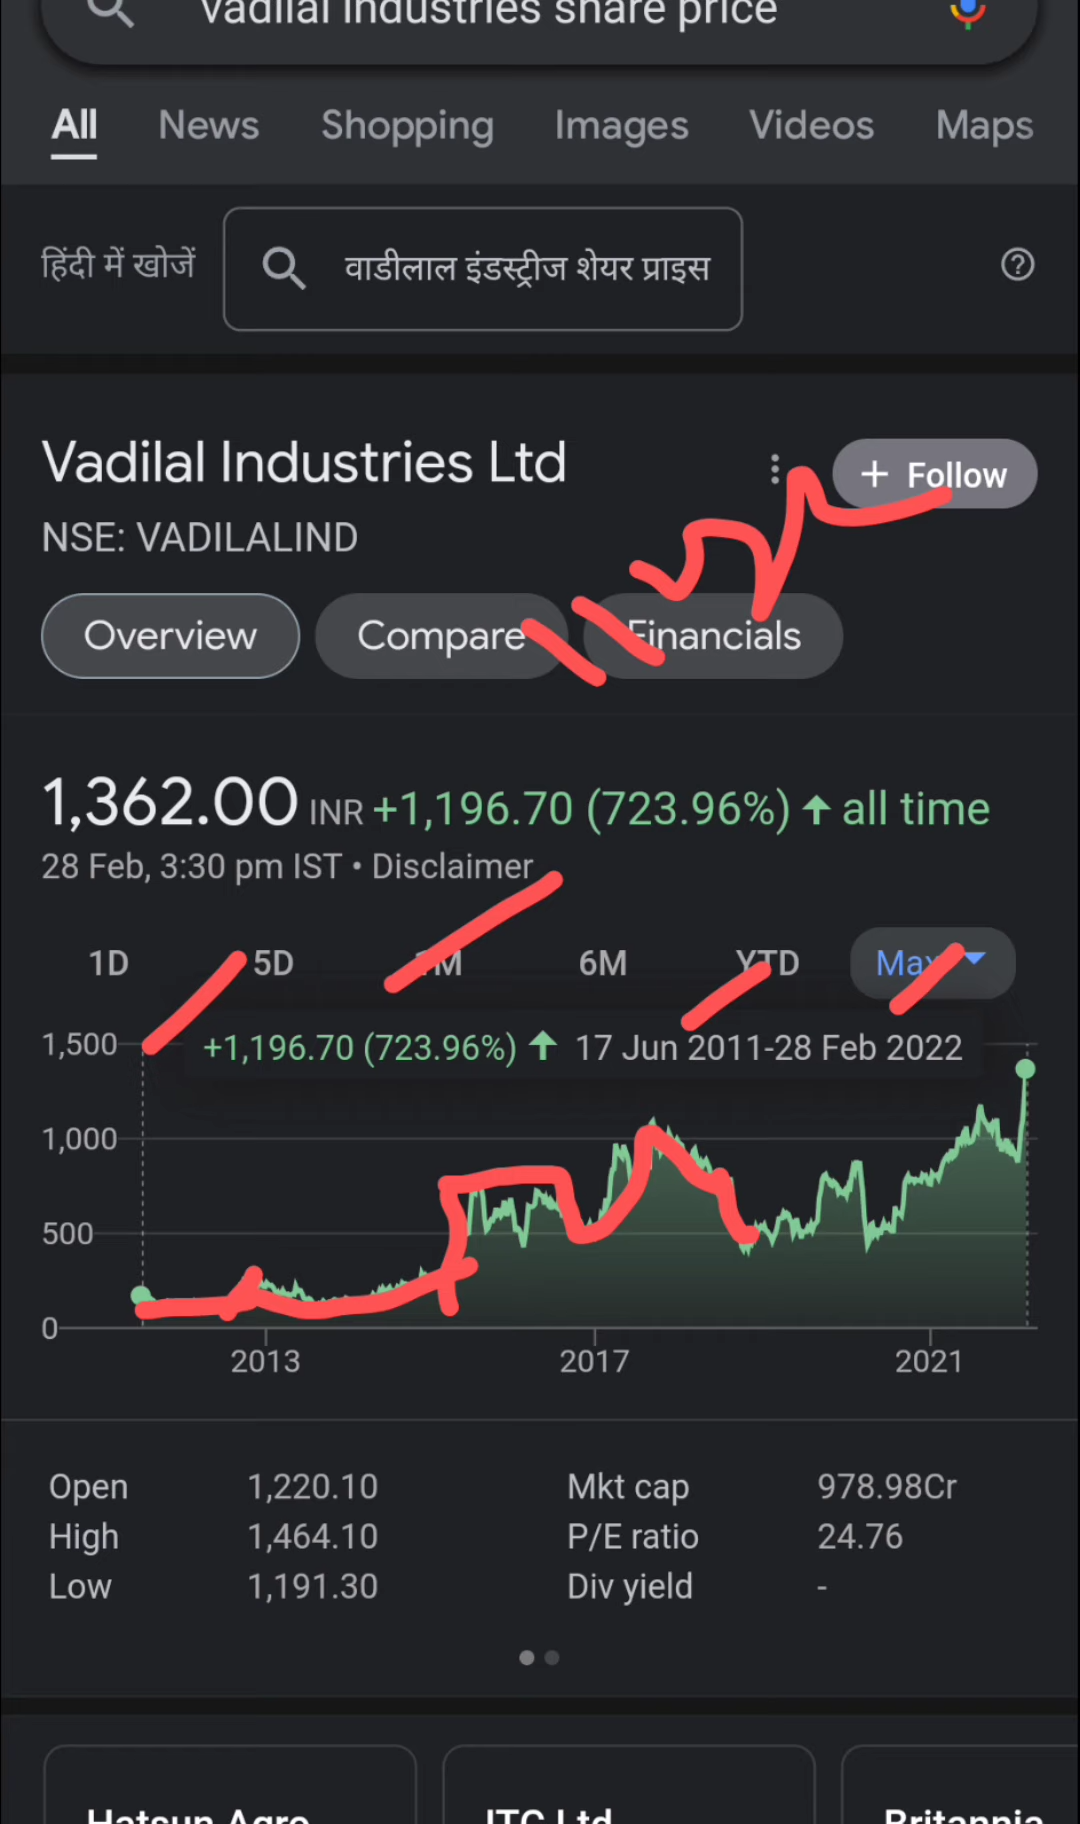 vadilal industries share price
All News Shopping Images Videos Maps
हिंदी में खोजें वाडीलाल इंडस्ट्रीज शेयर प्राइस
Vadilal Industries Ltd
+ Follow
NSE: VADILALIND
Overview Compare Financials
1,362.00 INR +1,196.70 (723.96%) ↑ all time
28 Feb, 3:30 pm IST • Disclaimer
1D 5D 1M 6M YTD Max
1,500 +1,196.70 (723.96%) ↑ 17 Jun 2011-28 Feb 2022
1,000
500
0
2013 2017 2021
Open 1,220.10 Mkt cap 978.98Cr
High 1,464.10 P/E ratio 24.76
Low 1,191.30 Div yield -
Hatsun Agro ITC Ltd Britannia